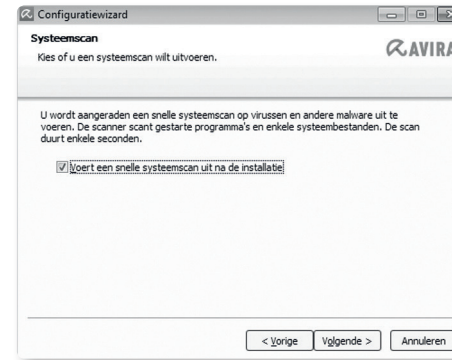 Configuratiewizard
Systeemscan
Kies of u een systeemscan wilt uitvoeren.
AVIRA
U wordt aangeraden een snelle systeemscan op virussen en andere malware uit te
voeren. De scanner scant gestarte programma's en enkele systeembestanden. De scan
duurt enkele seconden.
Voert een snelle systeemscan uit na de installatie
< Vorige
Volgende >
Annuleren